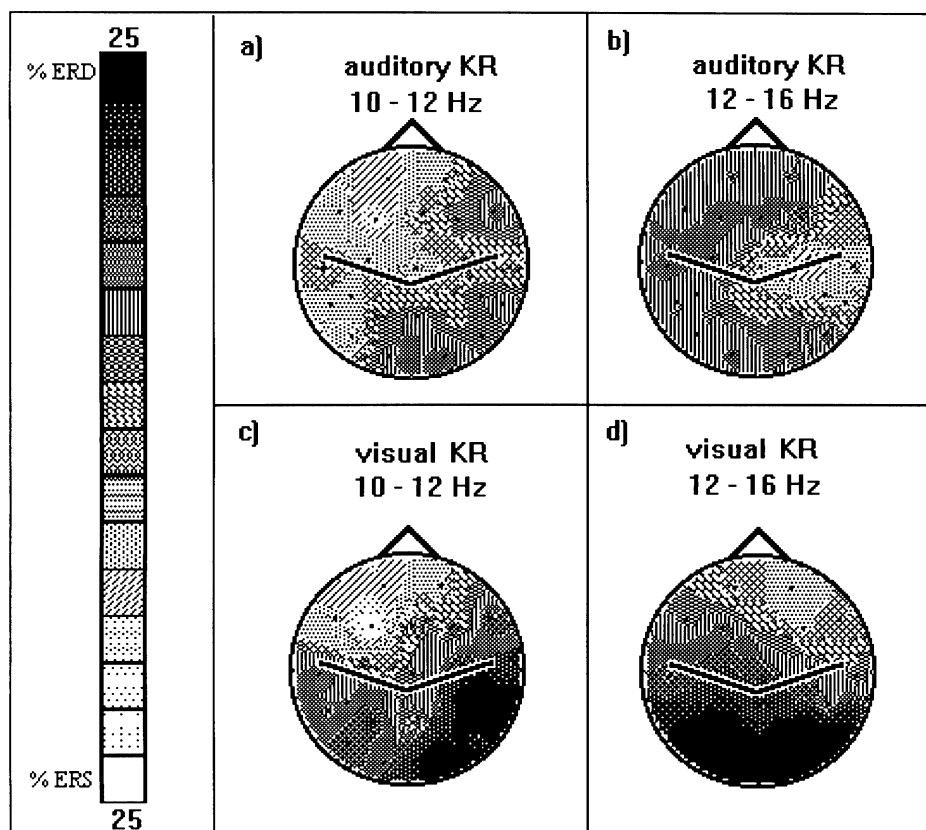 25
% ERD
% ERS
25
a)
auditory KR
10 - 12 Hz
b)
auditory KR
12 - 16 Hz
c)
visual KR
10 - 12 Hz
d)
visual KR
12 - 16 Hz